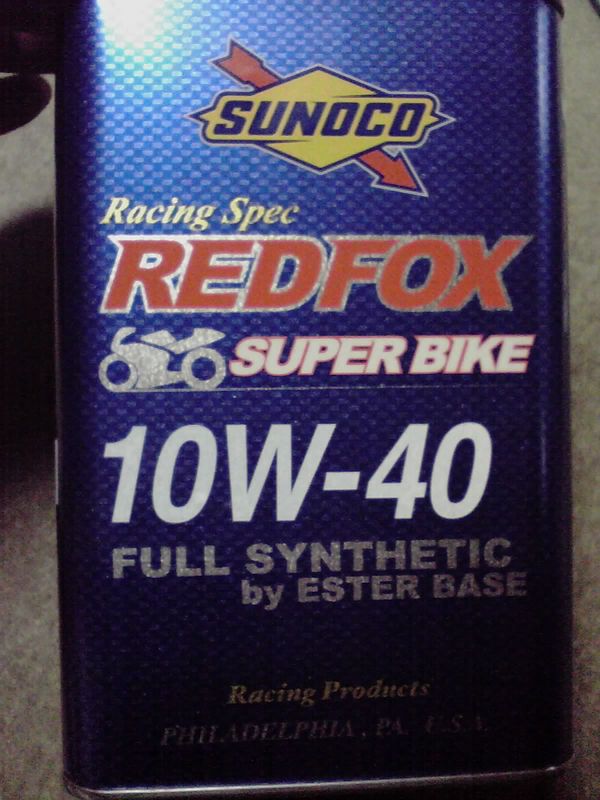 SUNOCO
Racing Spec
REDFOX
SUPER BIKE
10W-40
FULL SYNTHETIC
by ESTER BASE
Racing Products
PHILADELPHIA, PA. U.S.A.